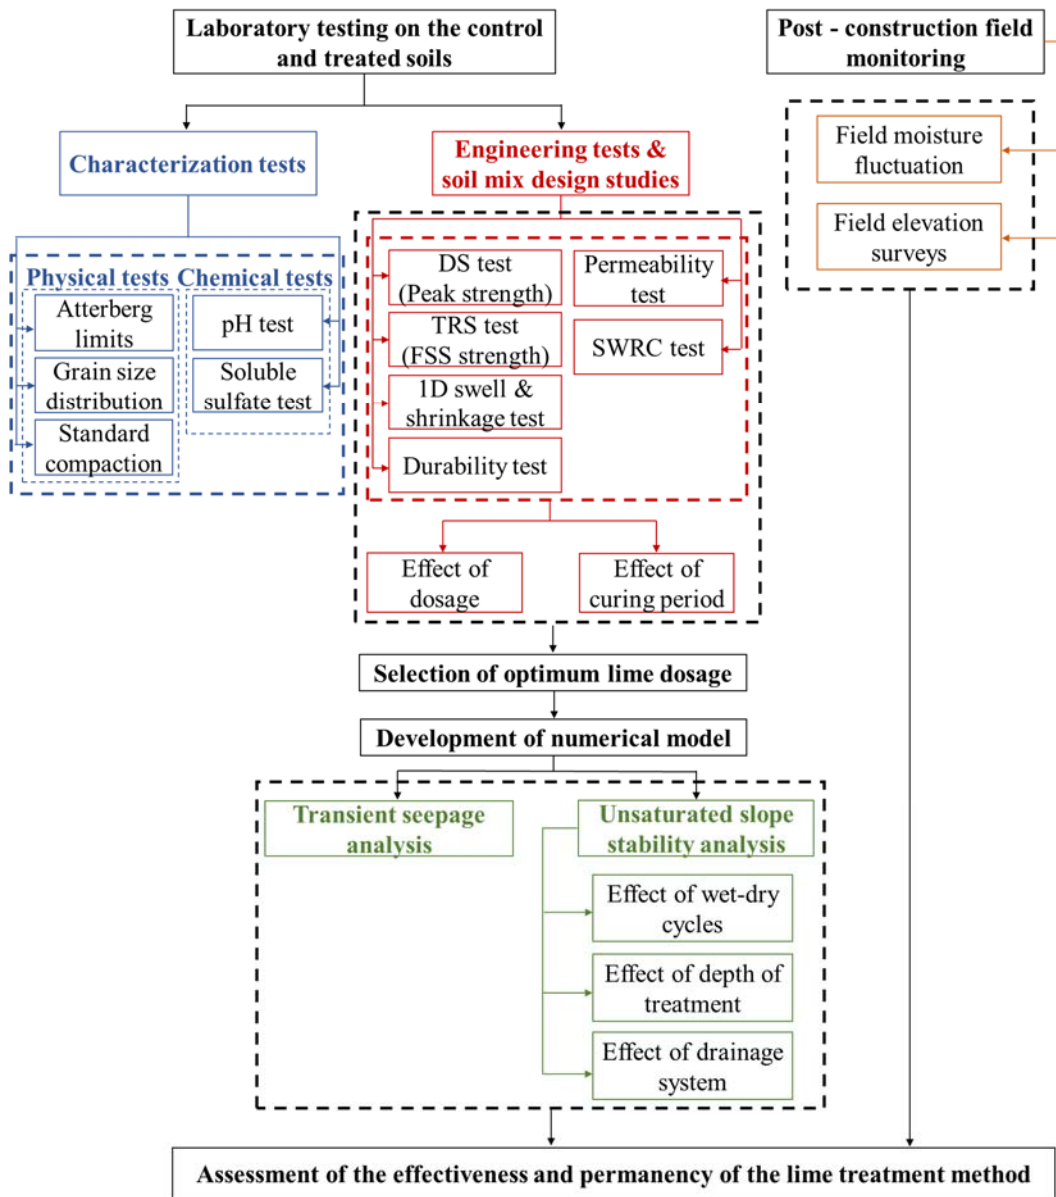 Laboratory testing on the control
and treated soils
Post - construction field
monitoring
Characterization tests
Engineering tests &
soil mix design studies
Field moisture
fluctuation
Field elevation
surveys
Physical tests
Chemical tests
Atterberg
limits
Grain size
distribution
Standard
compaction
pH test
Soluble
sulfate test
DS test
(Peak strength)
TRS test
(FSS strength)
1D swell &
shrinkage test
Durability test
Permeability
test
SWRC test
Effect of
dosage
Effect of
curing period
Selection of optimum lime dosage
Development of numerical model
Transient seepage
analysis
Unsaturated slope
stability analysis
Effect of wet-dry
cycles
Effect of depth of
treatment
Effect of drainage
system
Assessment of the effectiveness and permanency of the lime treatment method